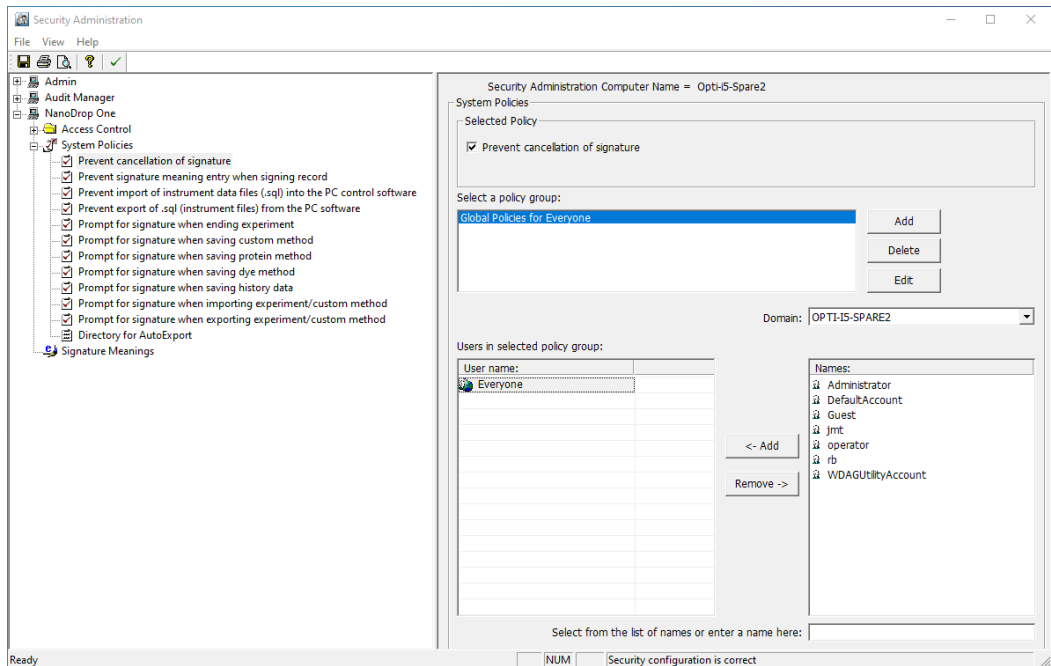 Security Administration
File View Help
Admin
Audit Manager
NanoDrop One
Access Control
System Policies
Prevent cancellation of signature
Prevent signature meaning entry when signing record
Prevent import of instrument data files (.sql) into the PC control software
Prevent export of .sql (instrument files) from the PC software
Prompt for signature when ending experiment
Prompt for signature when saving custom method
Prompt for signature when saving protein method
Prompt for signature when saving dye method
Prompt for signature when saving history data
Prompt for signature when importing experiment/custom method
Prompt for signature when exporting experiment/custom method
Directory for AutoExport
Signature Meanings
Security Administration Computer Name = Opti-i5-Spare2
System Policies
Selected Policy
Prevent cancellation of signature
Select a policy group:
Global Policies for Everyone
Add
Delete
Edit
Domain: OPTI-I5-SPARE2
Users in selected policy group:
User name:
Everyone
<- Add
Remove ->
Names:
Administrator
DefaultAccount
Guest
jmt
operator
rb
WDAGUtilityAccount
Select from the list of names or enter a name here:
Ready NUM Security configuration is correct